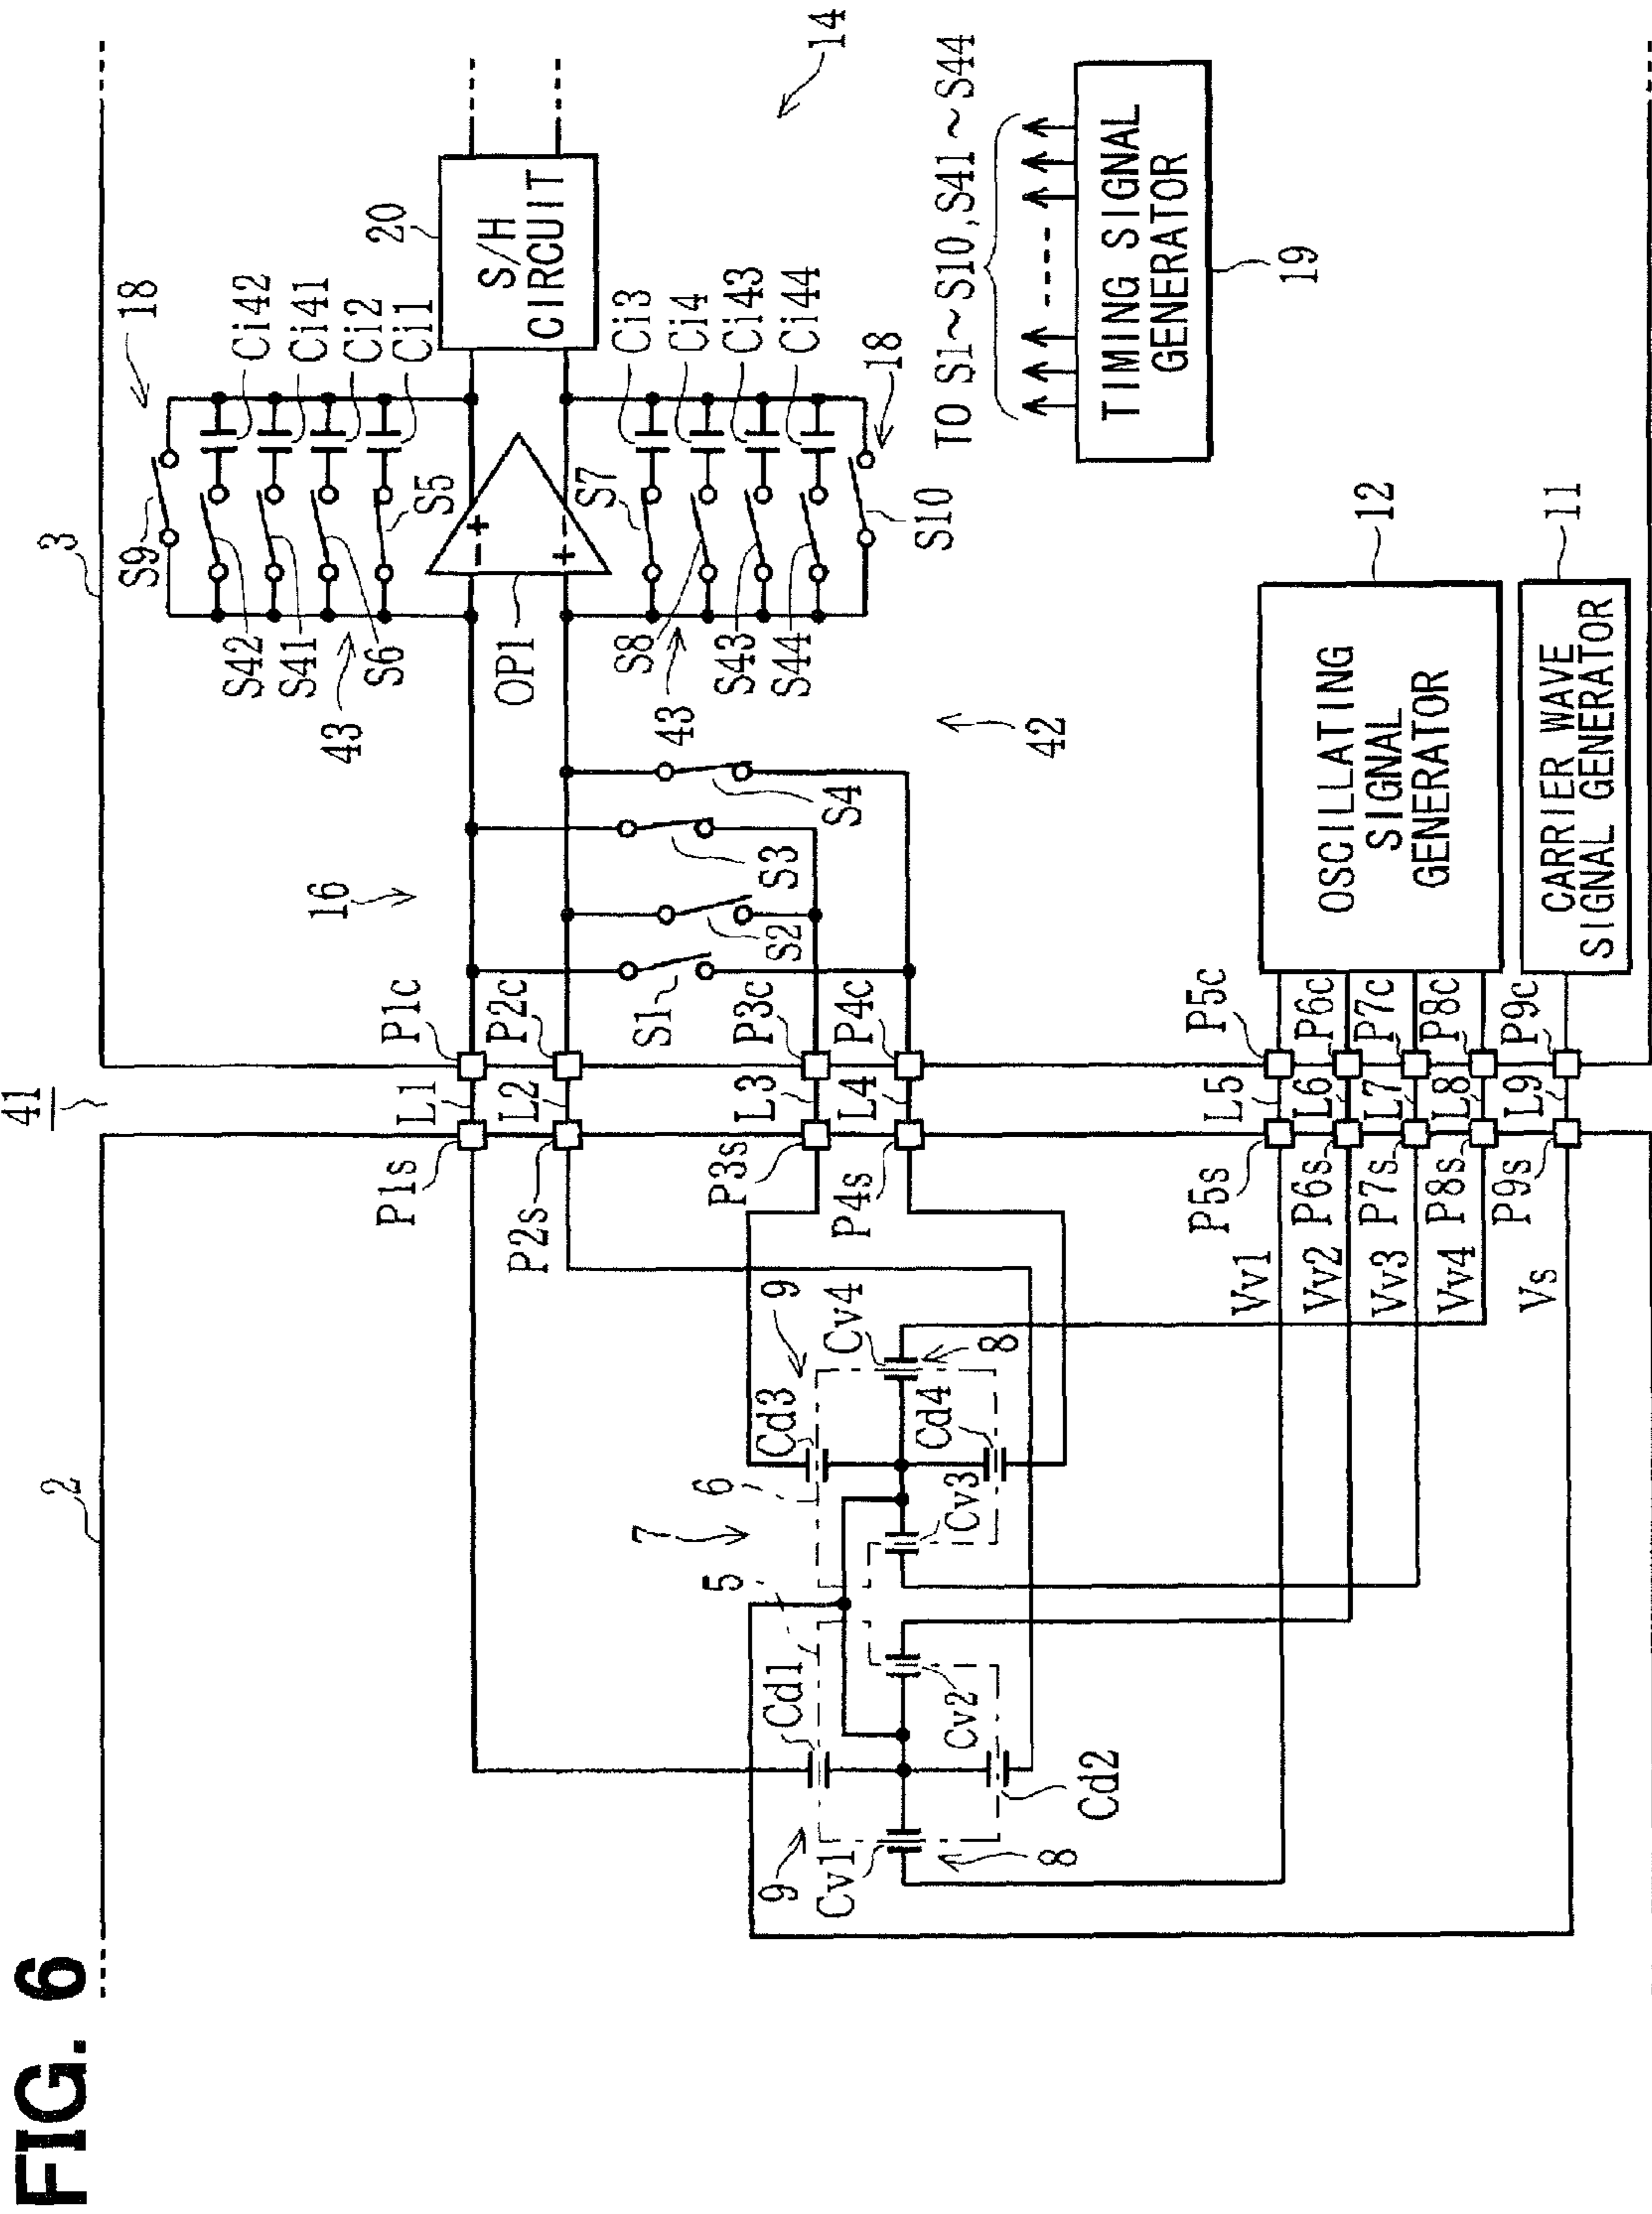 FIG. 6
41
2
3
P1s
L1
P1c
P2s
L2
P2c
P3s
L3
P3c
P4s
L4
P4c
16
S1
S2
S3
S4
42
43
S9
S42
S41
S6
S5
18
Ci42
Ci41
Ci2
Ci1
OP1
− +
+ −
43
S7
S8
S43
S44
S10
Ci3
Ci4
Ci43
Ci44
18
20
S/H
CIRCUIT
14
TO S1~S10,S41~S44
TIMING SIGNAL
GENERATOR
19
9
Cv1
8
Cd1
Cd2
Cv2
5
7
6
Cd3
Cv3
Cd4
9
Cv4
8
Vv1
P5s
L5
P5c
Vv2
P6s
L6
P6c
Vv3
P7s
L7
P7c
Vv4
P8s
L8
P8c
Vs
P9s
L9
P9c
OSCILLATING
SIGNAL
GENERATOR
12
CARRIER WAVE
SIGNAL GENERATOR
11